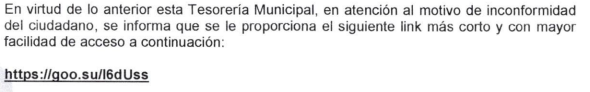 En virtud de lo anterior esta Tesorería Municipal, en atención al motivo de inconformidad
del ciudadano, se informa que se le proporciona el siguiente link más corto y con mayor
facilidad de acceso a continuación:
https://goo.su/l6dUss